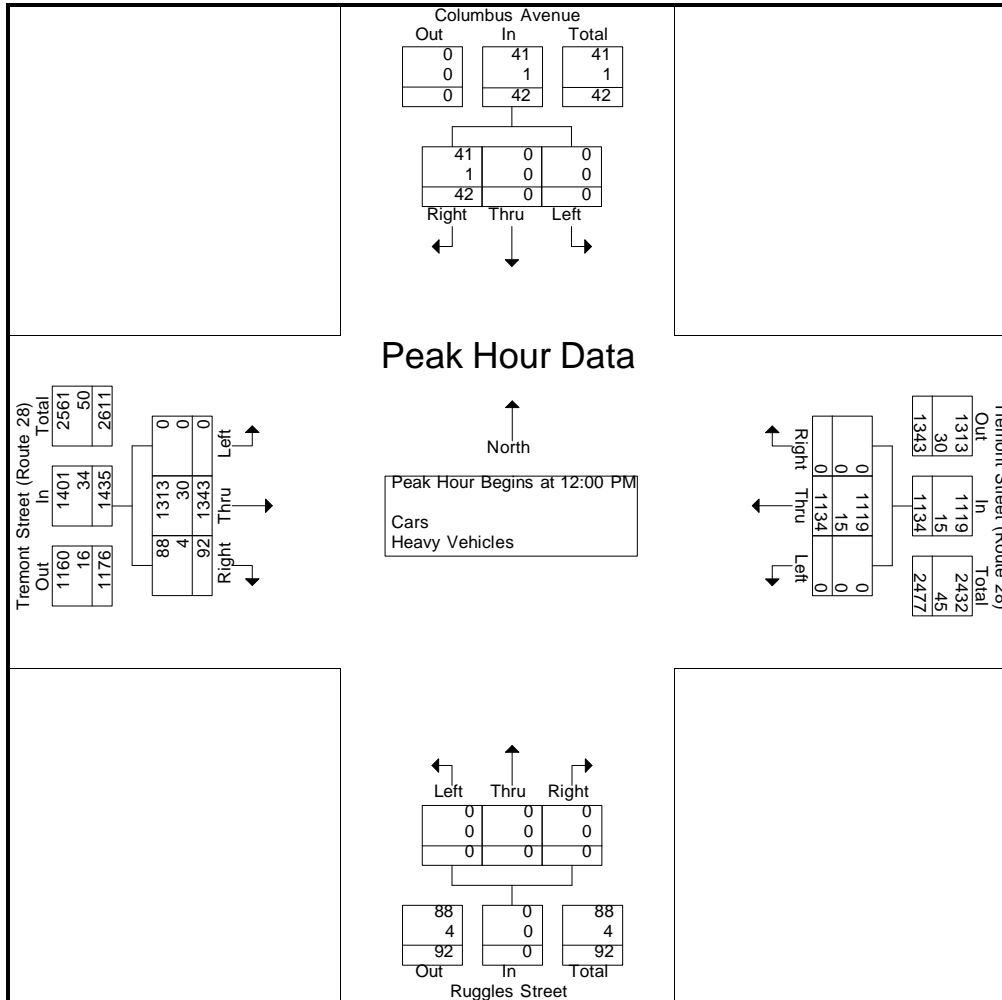 Columbus Avenue
Out In Total
0 41 41
0 1 1
0 42 42
41 0 0
1 0 0
42 0 0
Right Thru Left
Peak Hour Data
North
Peak Hour Begins at 12:00 PM
Cars
Heavy Vehicles
Tremont Street (Route 28)
Total In Out
2561 1401 1160
50 34 16
2611 1435 1176
0 1313 88
0 30 4
0 1343 92
Left Thru Right
Tremont Street (Route 28)
Out In Total
1313 1119 2432
30 15 45
1343 1134 2477
0 1119 0
0 15 0
0 1134 0
Right Thru Left
Left Thru Right
0 0 0
0 0 0
0 0 0
88 0 88
4 0 4
92 0 92
Out In Total
Ruggles Street